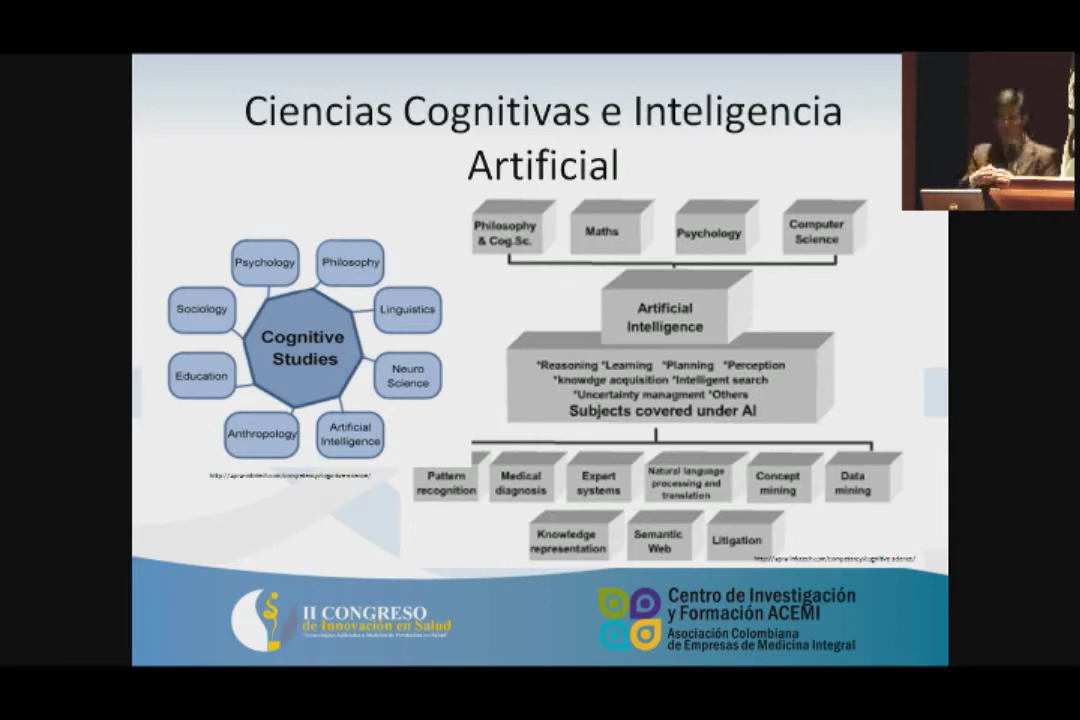 Ciencias Cognitivas e Inteligencia
Artificial
Psychology
Philosophy
Sociology
Linguistics
Cognitive
Studies
Education
Neuro
Science
Anthropology
Artificial
Intelligence
Philosophy
& Cog.Sc.
Maths
Psychology
Computer
Science
Artificial
Intelligence
*Reasoning *Learning *Planning *Perception
*knowdge acquisition *Intelligent search
*Uncertainty managment *Others
Subjects covered under AI
Pattern
recognition
Medical
diagnosis
Expert
systems
Natural language
processing and
translation
Concept
mining
Data
mining
Knowledge
representation
Semantic
Web
Litigation
II CONGRESO
de Innovación en Salud
Centro de Investigación
y Formación ACEMI
Asociación Colombiana
de Empresas de Medicina Integral